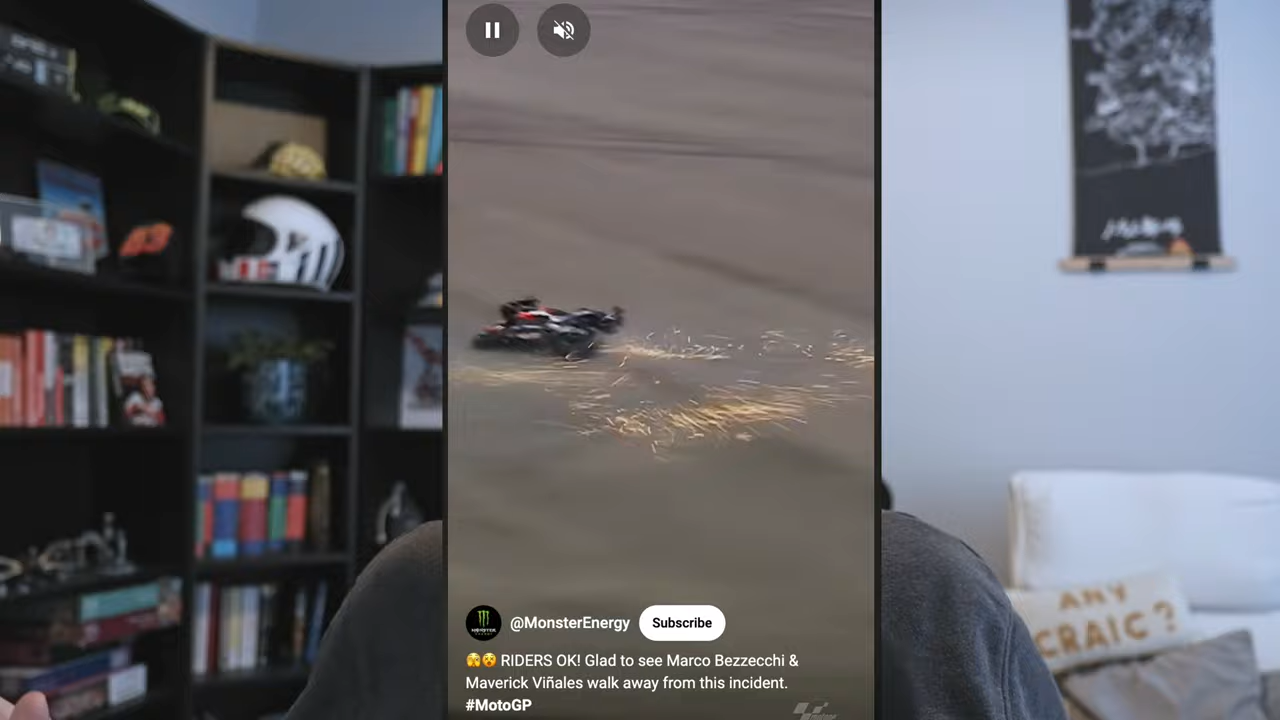 @MonsterEnergy
Subscribe
🫣😵 RIDERS OK! Glad to see Marco Bezzecchi &
Maverick Viñales walk away from this incident.
#MotoGP
ANY
CRAIC?